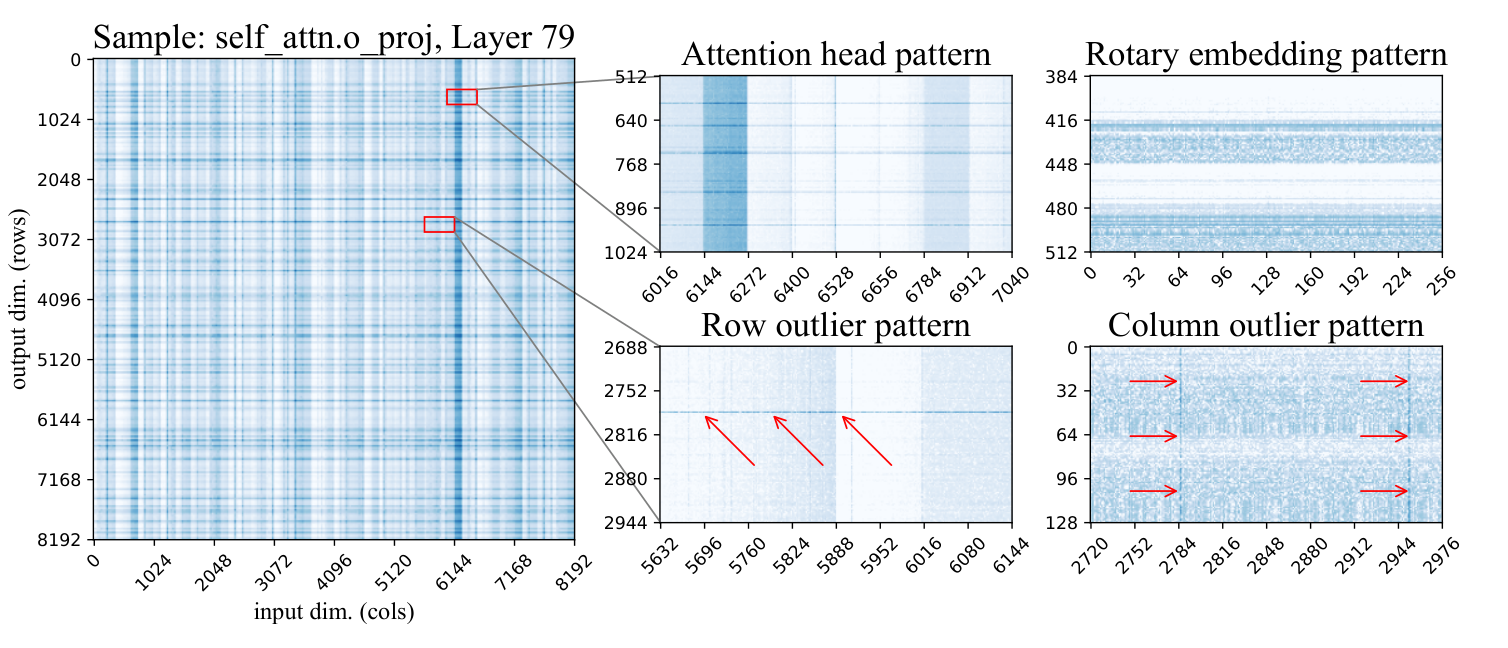 Sample: self_attn.o_proj, Layer 79
0
1024
2048
3072
4096
5120
6144
7168
8192
output dim. (rows)
0 1024 2048 3072 4096 5120 6144 7168 8192
input dim. (cols)
Attention head pattern
512
640
768
896
1024
6016 6144 6272 6400 6528 6656 6784 6912 7040
Rotary embedding pattern
384
416
448
480
512
0 32 64 96 128 160 192 224 256
Row outlier pattern
2688
2752
2816
2880
2944
5632 5696 5760 5824 5888 5952 6016 6080 6144
Column outlier pattern
0
32
64
96
128
2720 2752 2784 2816 2848 2880 2912 2944 2976